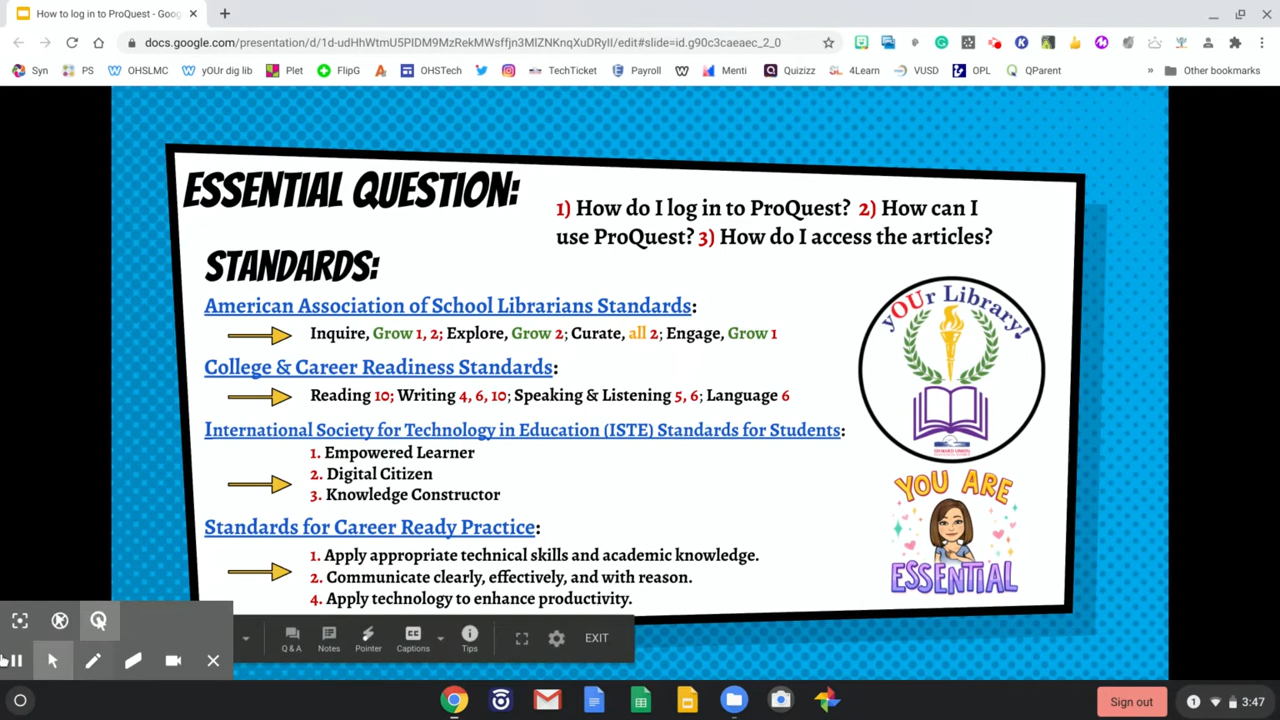 How to log in to ProQuest - Goog
docs.google.com/presentation/d/1d-udHhWtmU5PIDM9MzRekMWsffjn3MlZNKnqXuDRyII/edit#slide=id.g90c3caeaec_2_0
Syn PS OHSLMC yOUr dig lib Plet FlipG OHSTech TechTicket Payroll Menti Quizizz 4Learn VUSD OPL QParent » Other bookmarks
ESSENTIAL QUESTION:
1) How do I log in to ProQuest? 2) How can I
use ProQuest? 3) How do I access the articles?
STANDARDS:
American Association of School Librarians Standards:
Inquire, Grow 1, 2; Explore, Grow 2; Curate, all 2; Engage, Grow 1
College & Career Readiness Standards:
Reading 10; Writing 4, 6, 10; Speaking & Listening 5, 6; Language 6
International Society for Technology in Education (ISTE) Standards for Students:
1. Empowered Learner
2. Digital Citizen
3. Knowledge Constructor
Standards for Career Ready Practice:
1. Apply appropriate technical skills and academic knowledge.
2. Communicate clearly, effectively, and with reason.
4. Apply technology to enhance productivity.
yOUr Library!
YOU ARE
ESSENTIAL
Q & A Notes Pointer Captions Tips EXIT
Sign out 1 3:47